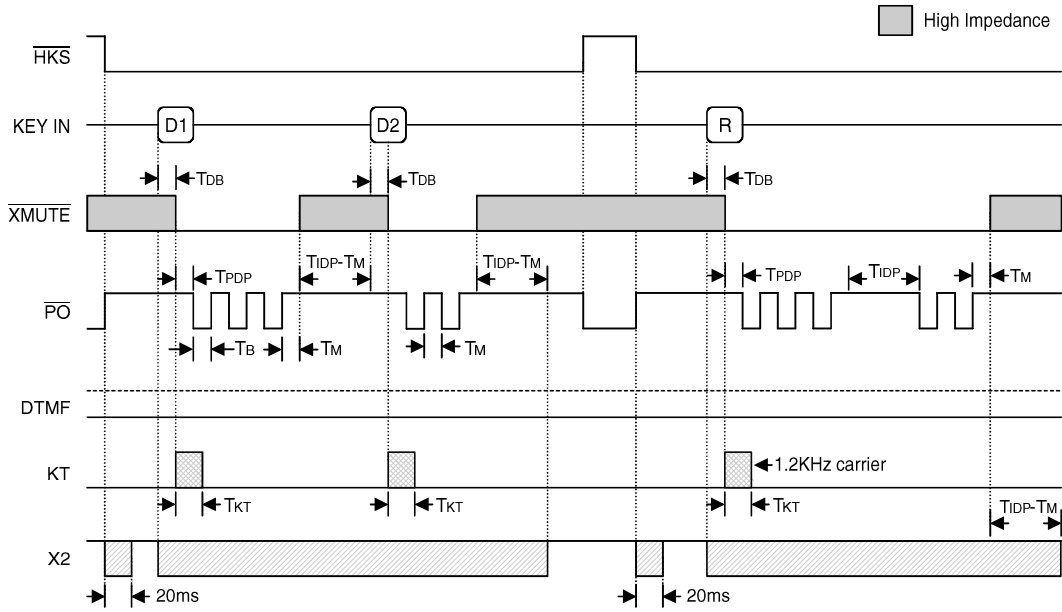 High Impedance
HKS
KEY IN D1 D2 R
TDB TDB TDB
XMUTE
TPDP TIDP-TM TIDP-TM TPDP TIDP TM
PO
TB TM TM
DTMF
KT 1.2KHz carrier
TKT TKT TKT TIDP-TM
X2
20ms 20ms